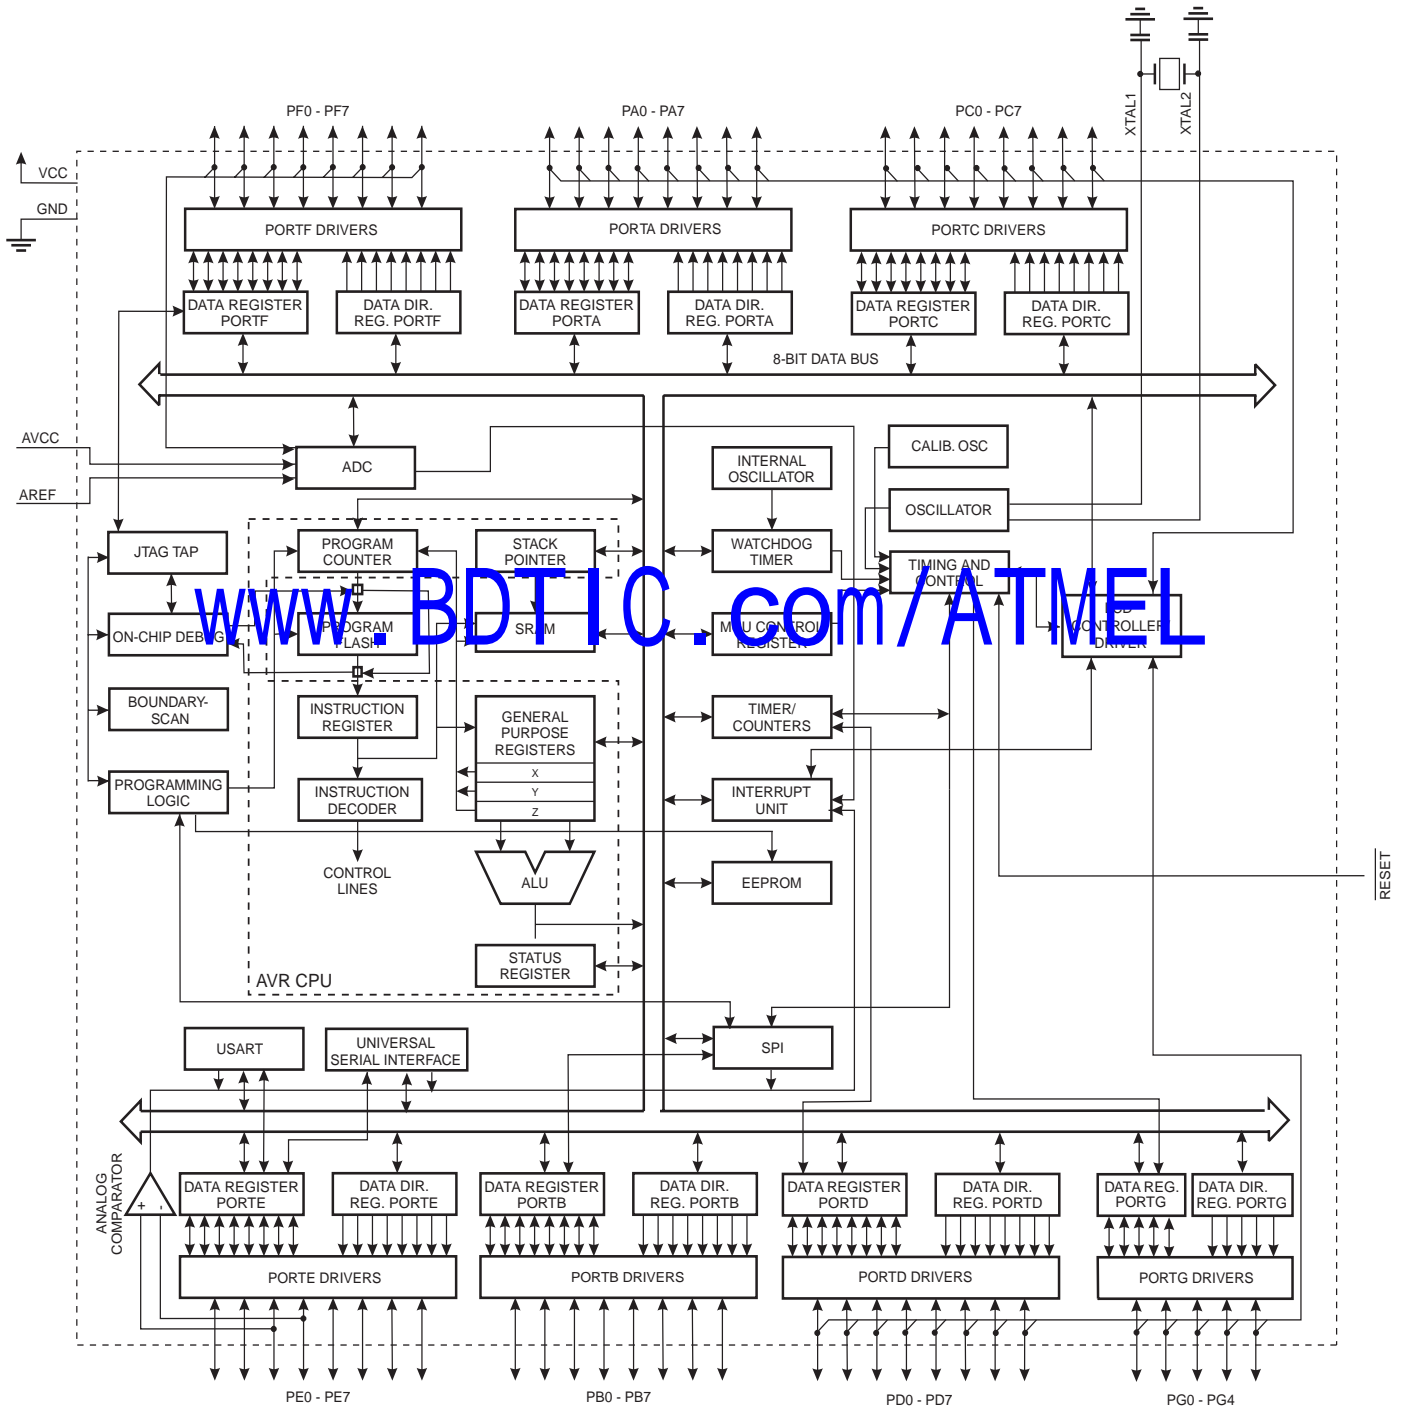 XTAL1
XTAL2
PF0 - PF7
PA0 - PA7
PC0 - PC7
VCC
GND
PORTF DRIVERS
PORTA DRIVERS
PORTC DRIVERS
DATA REGISTER
PORTF
DATA DIR.
REG. PORTF
DATA REGISTER
PORTA
DATA DIR.
REG. PORTA
DATA REGISTER
PORTC
DATA DIR.
REG. PORTC
8-BIT DATA BUS
AVCC
AREF
ADC
INTERNAL
OSCILLATOR
CALIB. OSC
OSCILLATOR
JTAG TAP
PROGRAM
COUNTER
STACK
POINTER
WATCHDOG
TIMER
TIMING AND
CONTROL
www.BDTIC.com/ATMEL
ON-CHIP DEBUG
PROGRAM
FLASH
SRAM
MCU CONTROL
REGISTER
LCD
CONTROLLER/
DRIVER
BOUNDARY-
SCAN
INSTRUCTION
REGISTER
GENERAL
PURPOSE
REGISTERS
X
Y
Z
TIMER/
COUNTERS
PROGRAMMING
LOGIC
INSTRUCTION
DECODER
INTERRUPT
UNIT
CONTROL
LINES
ALU
EEPROM
RESET
STATUS
REGISTER
AVR CPU
USART
UNIVERSAL
SERIAL INTERFACE
SPI
ANALOG
COMPARATOR
+
-
DATA REGISTER
PORTE
DATA DIR.
REG. PORTE
DATA REGISTER
PORTB
DATA DIR.
REG. PORTB
DATA REGISTER
PORTD
DATA DIR.
REG. PORTD
DATA REG.
PORTG
DATA DIR.
REG. PORTG
PORTE DRIVERS
PORTB DRIVERS
PORTD DRIVERS
PORTG DRIVERS
PE0 - PE7
PB0 - PB7
PD0 - PD7
PG0 - PG4